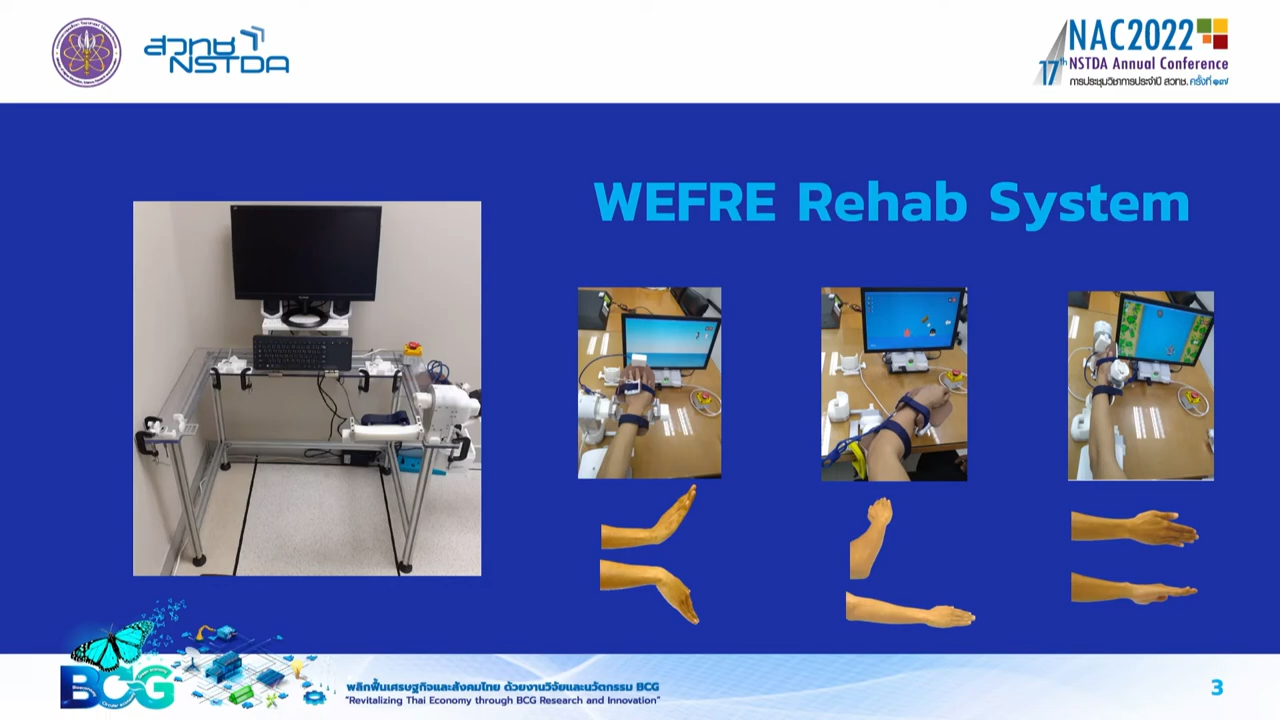 สวทช
NSTDA
NAC2022
17th NSTDA Annual Conference
การประชุมวิชาการประจำปี สวทช. ครั้งที่ ๑๗
WEFRE Rehab System
BCG
พลิกฟื้นเศรษฐกิจและสังคมไทย ด้วยงานวิจัยและนวัตกรรม BCG
"Revitalizing Thai Economy through BCG Research and Innovation"
3